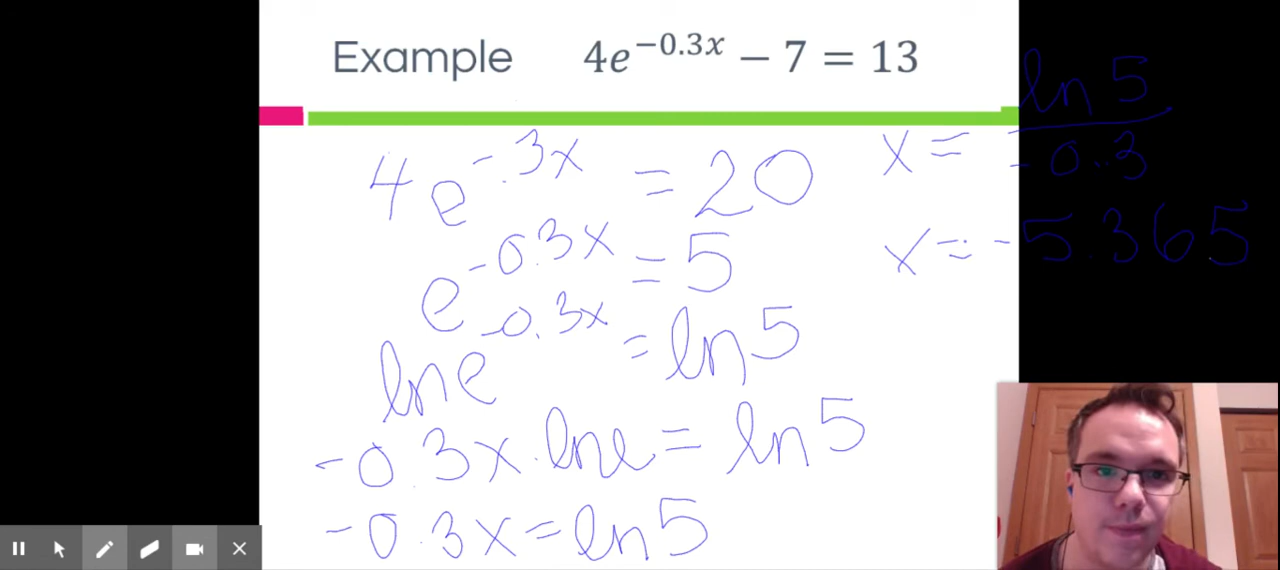 Example 4e^{−0.3x} − 7 = 13
4e^{-.3x} = 20
e^{-0.3x} = 5
ln e^{-0.3x} = ln 5
-0.3x · ln e = ln 5
-0.3x = ln 5
x = \frac{ln 5}{-0.3}
x ≈ -5.365